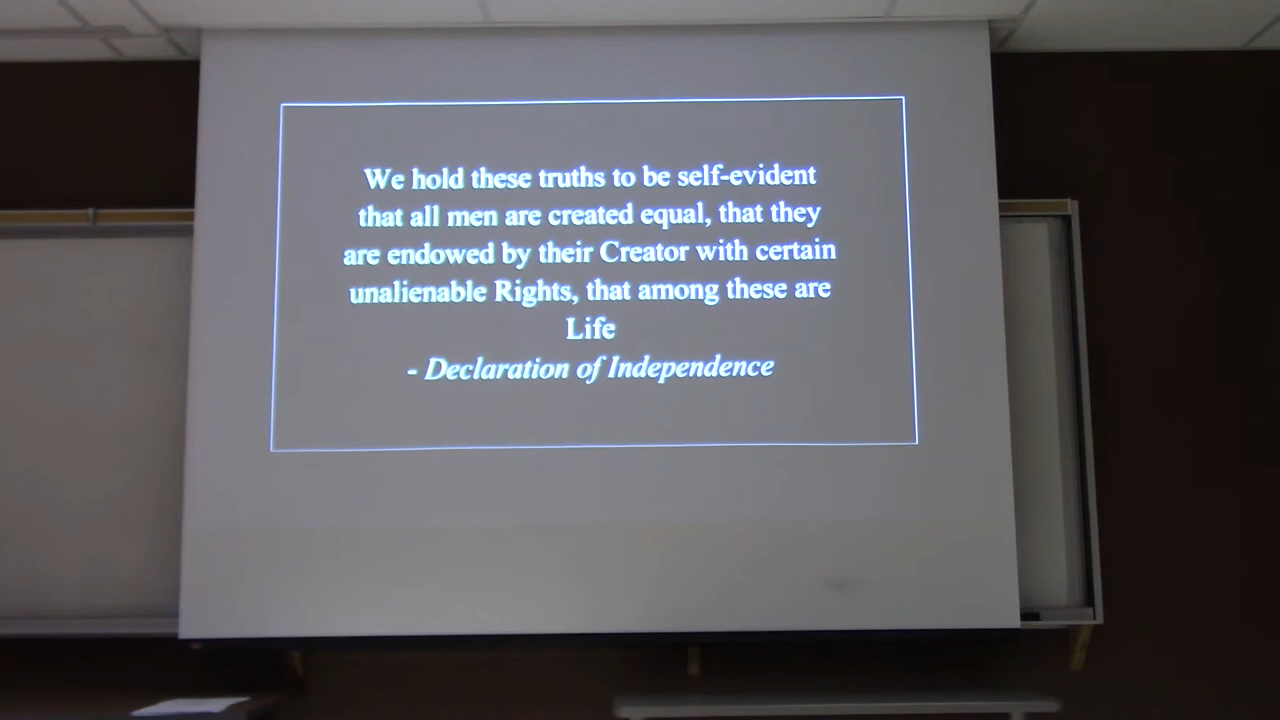 We hold these truths to be self-evident
that all men are created equal, that they
are endowed by their Creator with certain
unalienable Rights, that among these are
Life
- Declaration of Independence